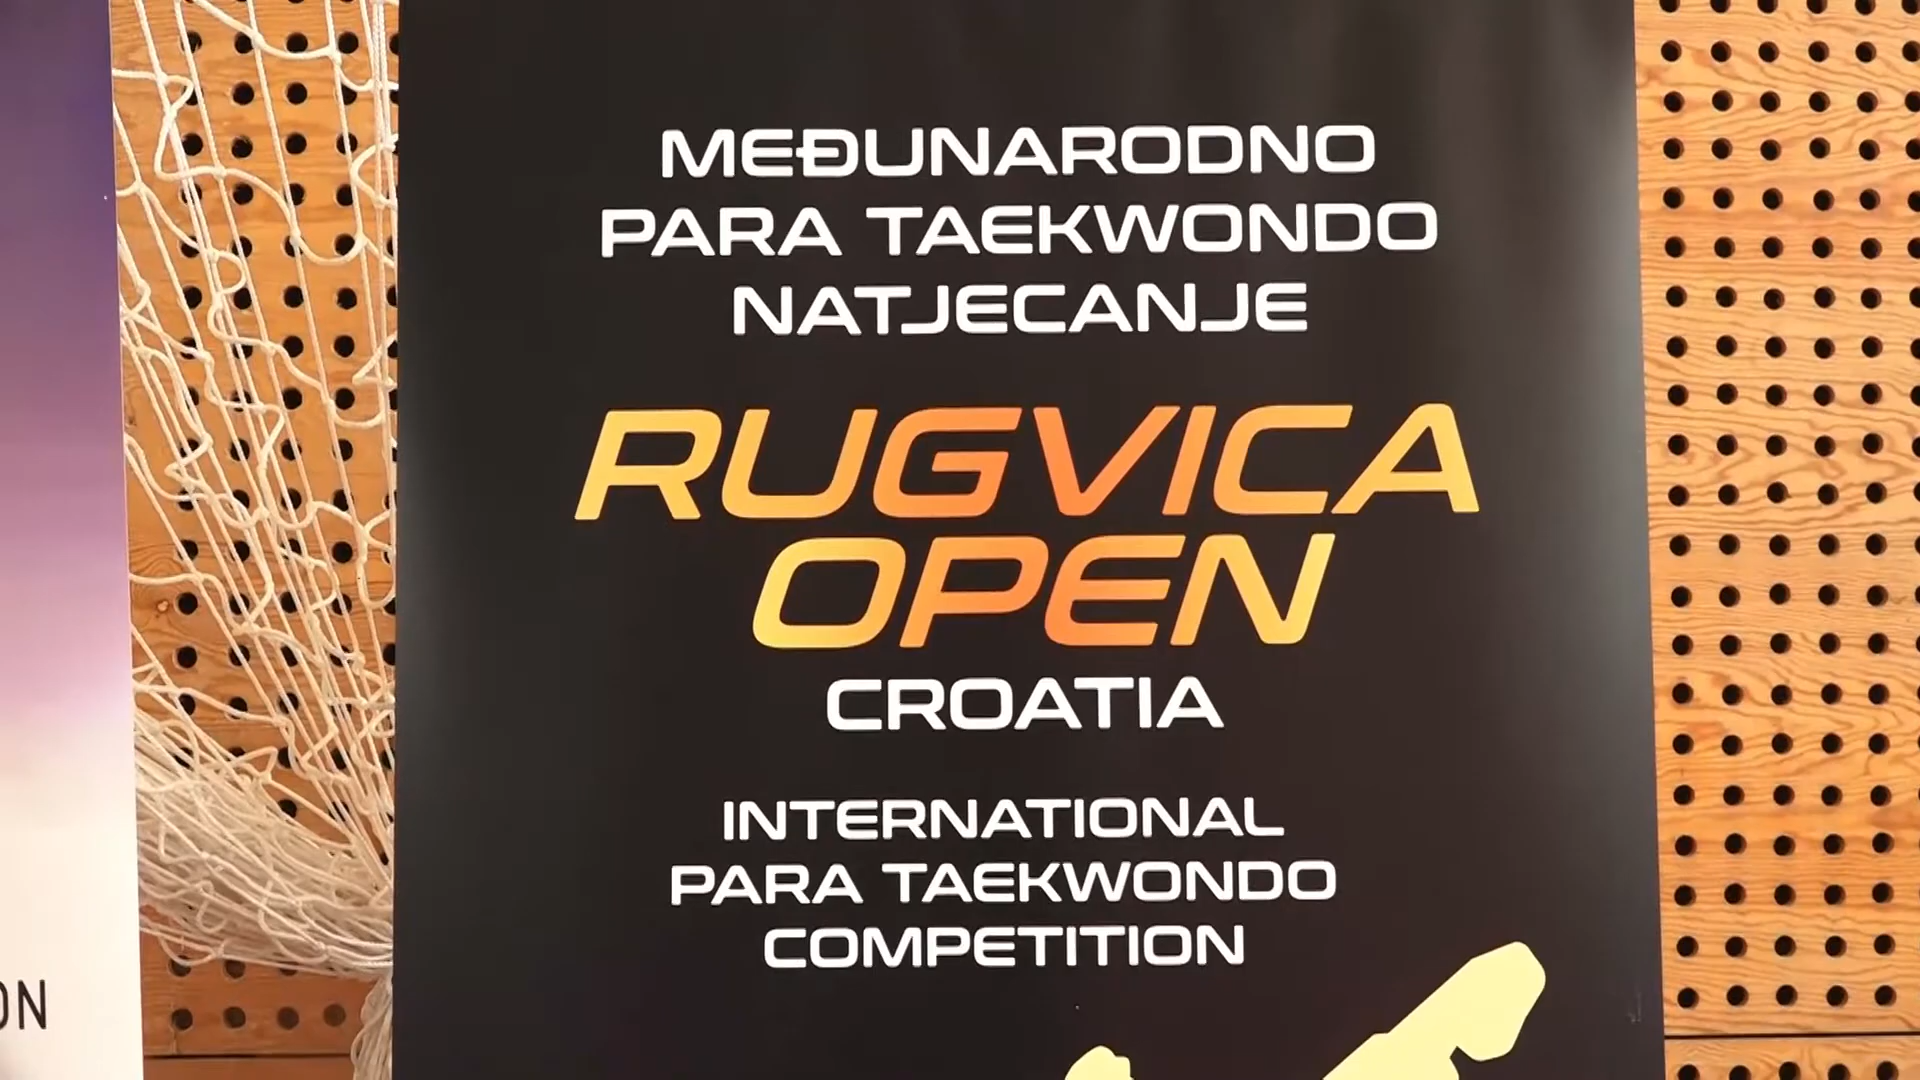 MEĐUNARODNO
PARA TAEKWONDO
NATJECANJE
RUGVICA
OPEN
CROATIA
INTERNATIONAL
PARA TAEKWONDO
COMPETITION